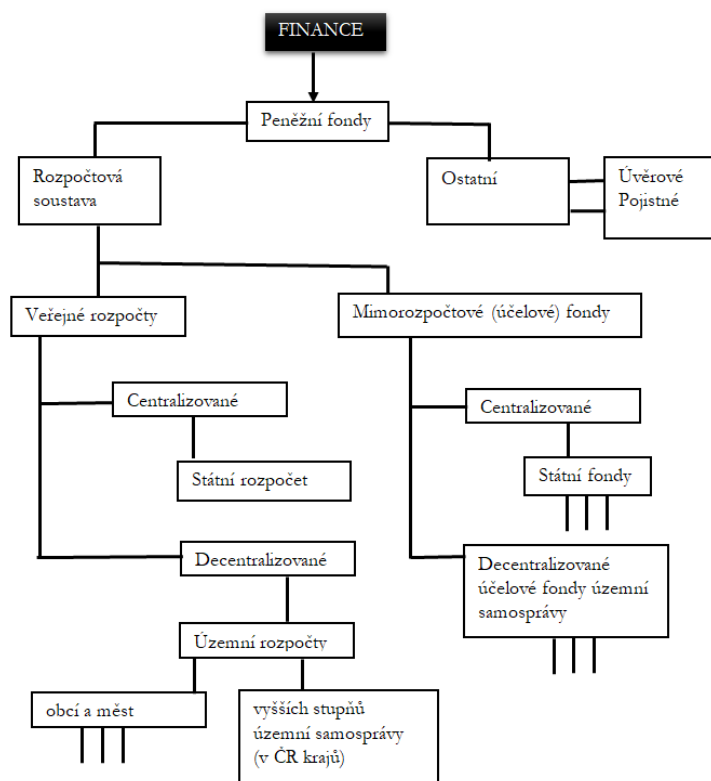 FINANCE
Peněžní fondy
Rozpočtová
soustava
Ostatní
Úvěrové
Pojistné
Veřejné rozpočty
Mimorozpočtové (účelové) fondy
Centralizované
Centralizované
Státní rozpočet
Státní fondy
Decentralizované
Decentralizované
účelové fondy územní
samosprávy
Územní rozpočty
obcí a měst
vyšších stupňů
územní samosprávy
(v ČR krajů)